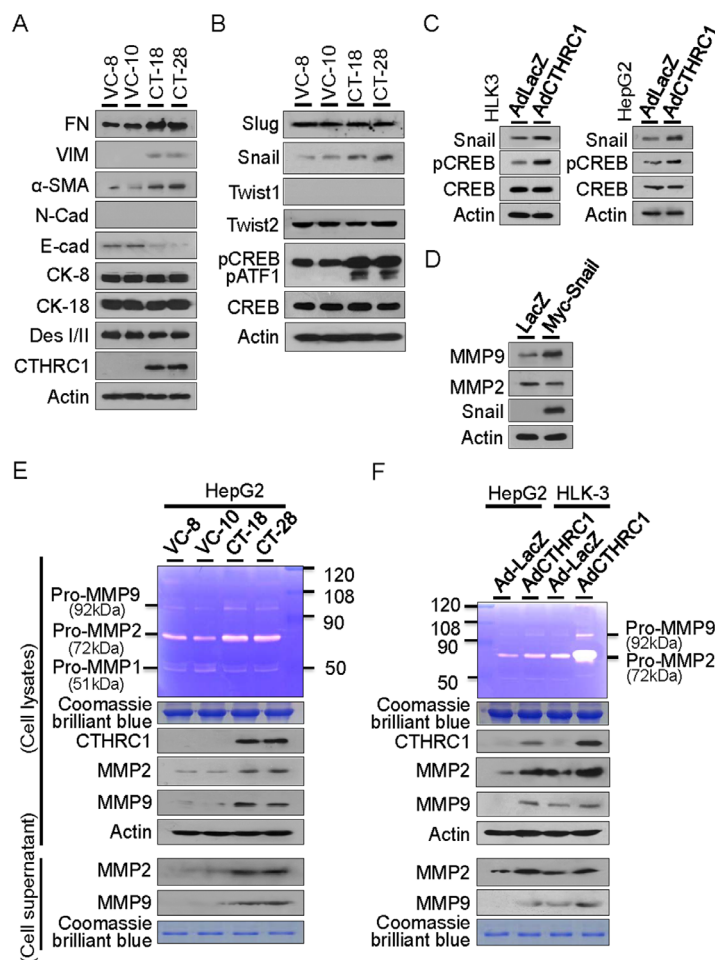 A
VC-8
VC-10
CT-18
CT-28
FN
VIM
α-SMA
N-Cad
E-cad
CK-8
CK-18
Des I/II
CTHRC1
Actin
B
VC-8
VC-10
CT-18
CT-28
Slug
Snail
Twist1
Twist2
pCREB
pATF1
CREB
Actin
C
HLK3
AdLacZ
AdCTHRC1
Snail
pCREB
CREB
Actin
HepG2
AdLacZ
AdCTHRC1
Snail
pCREB
CREB
Actin
D
LacZ
Myc-Snail
MMP9
MMP2
Snail
Actin
E
HepG2
VC-8
VC-10
CT-18
CT-28
(Cell lysates)
Pro-MMP9
(92kDa)
Pro-MMP2
(72kDa)
Pro-MMP1
(51kDa)
120
108
90
50
Coomassie
brilliant blue
CTHRC1
MMP2
MMP9
Actin
(Cell supernatant)
MMP2
MMP9
Coomassie
brilliant blue
F
HepG2 HLK-3
Ad-LacZ
AdCTHRC1
Ad-LacZ
AdCTHRC1
120
108
90
50
Pro-MMP9
(92kDa)
Pro-MMP2
(72kDa)
Coomassie
brilliant blue
CTHRC1
MMP2
MMP9
Actin
MMP2
MMP9
Coomassie
brilliant blue